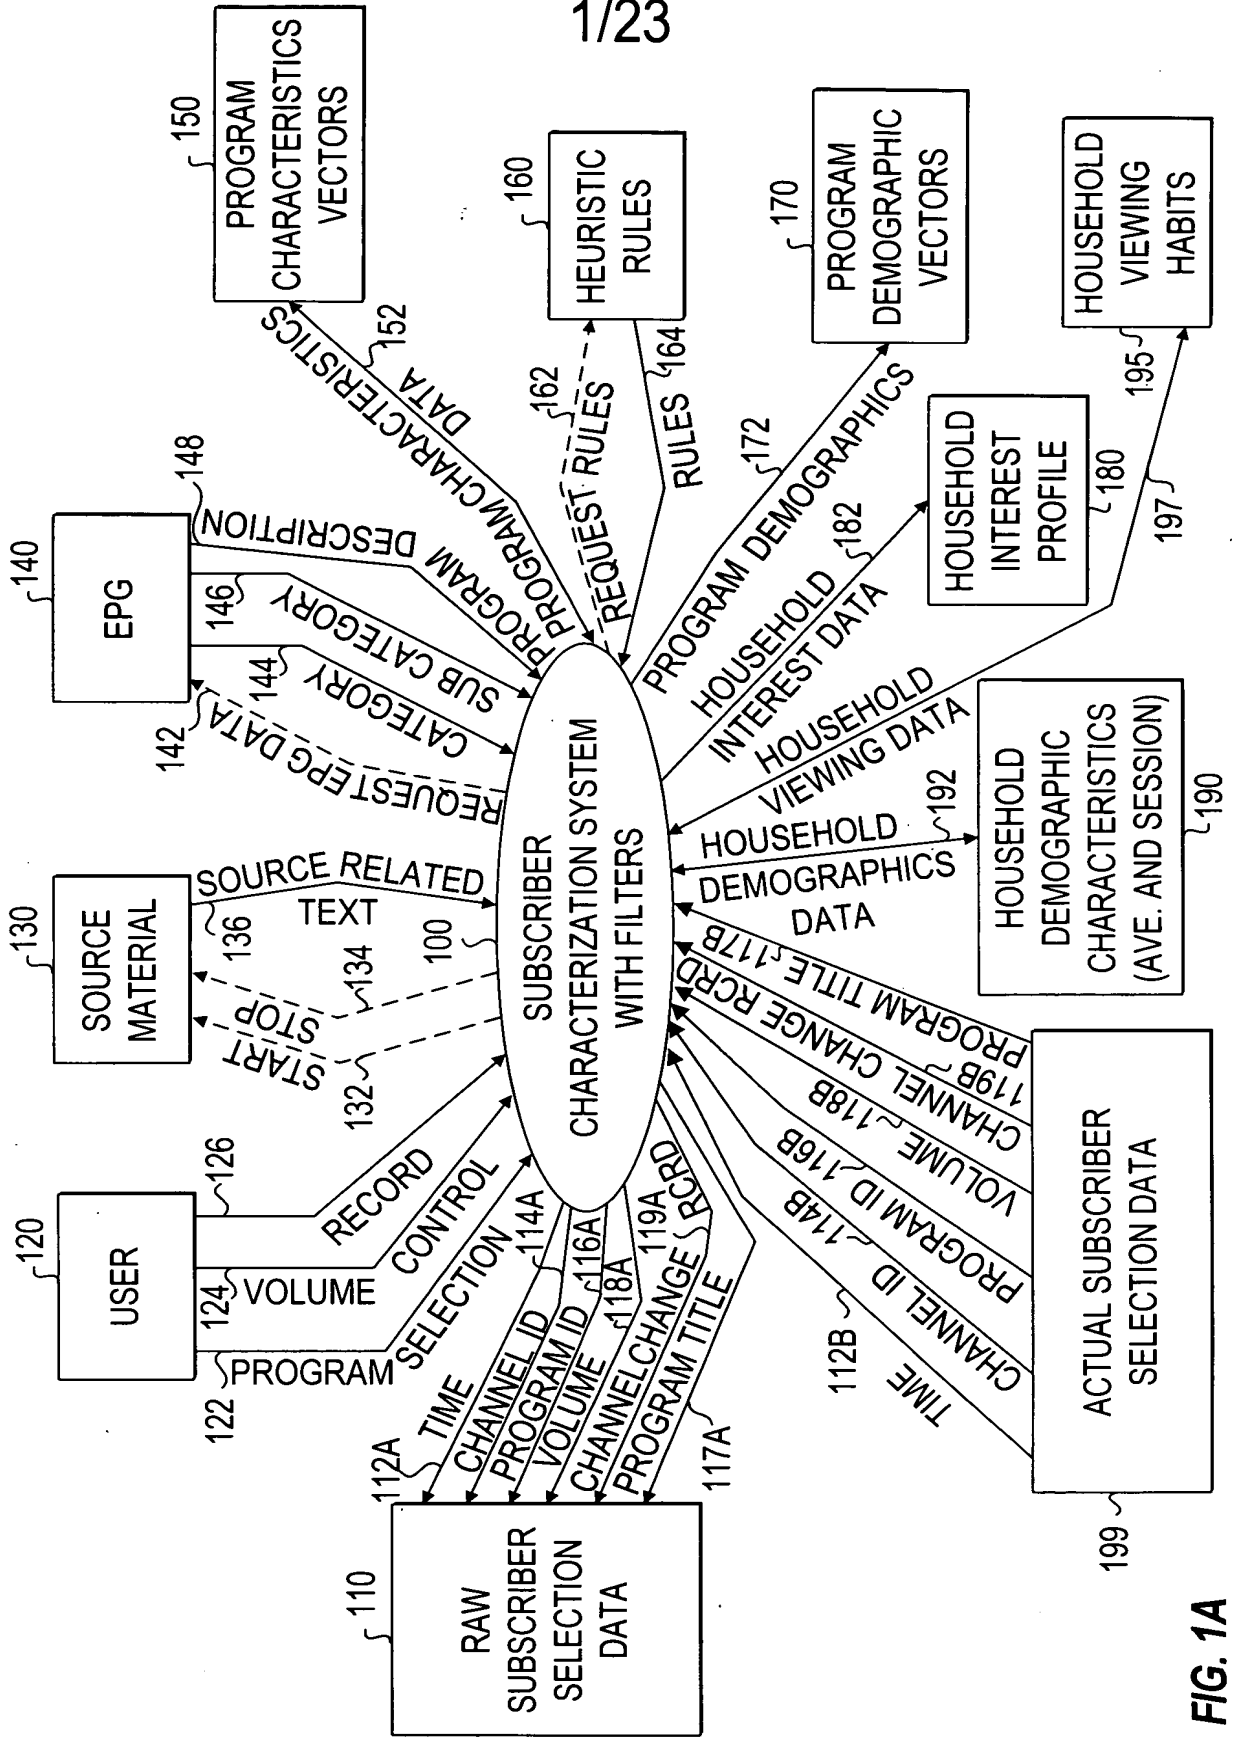 1/23
120
USER
122
PROGRAM
SELECTION
124
VOLUME
CONTROL
126
RECORD
130
SOURCE
MATERIAL
132
START
134
STOP
136
SOURCE RELATED
TEXT
140
EPG
142
REQUEST EPG DATA
144
CATEGORY
146
SUB CATEGORY
148
PROGRAM DESCRIPTION
150
PROGRAM
CHARACTERISTICS
VECTORS
152
PROGRAM CHARACTERISTICS
DATA
110
RAW
SUBSCRIBER
SELECTION
DATA
112A
TIME
CHANNEL ID
114A
PROGRAM ID
116A
VOLUME
118A
CHANNEL CHANGE RCRD
119A
PROGRAM TITLE
117A
100
SUBSCRIBER
CHARACTERIZATION SYSTEM
WITH FILTERS
160
HEURISTIC
RULES
162
REQUEST RULES
164
RULES
170
PROGRAM
DEMOGRAPHIC
VECTORS
172
PROGRAM DEMOGRAPHICS
HOUSEHOLD
182
INTEREST DATA
HOUSEHOLD
INTEREST
PROFILE
180
HOUSEHOLD
VIEWING DATA
197
195
HOUSEHOLD
VIEWING
HABITS
HOUSEHOLD
192
DEMOGRAPHICS
DATA
HOUSEHOLD
DEMOGRAPHIC
CHARACTERISTICS
(AVE. AND SESSION)
190
TIME
112B
CHANNEL ID
114B
PROGRAM ID
116B
VOLUME
118B
CHANNEL CHANGE RCRD
119B
PROGRAM TITLE
117B
199
ACTUAL SUBSCRIBER
SELECTION DATA
FIG. 1A